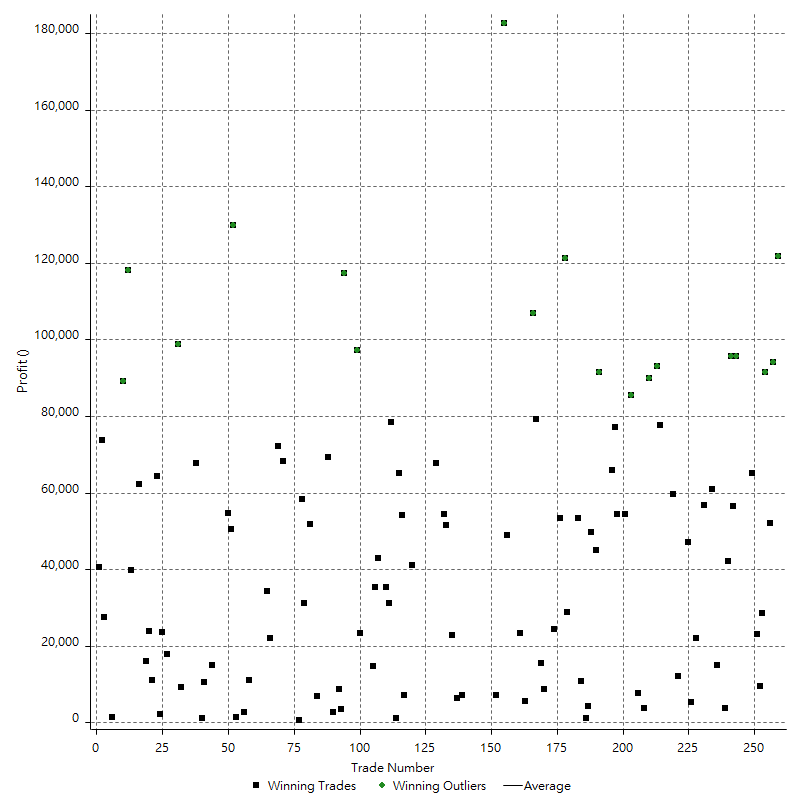 180,000
160,000
140,000
120,000
100,000
80,000
60,000
40,000
20,000
0
Profit ()
0 25 50 75 100 125 150 175 200 225 250
Trade Number
Winning Trades Winning Outliers Average